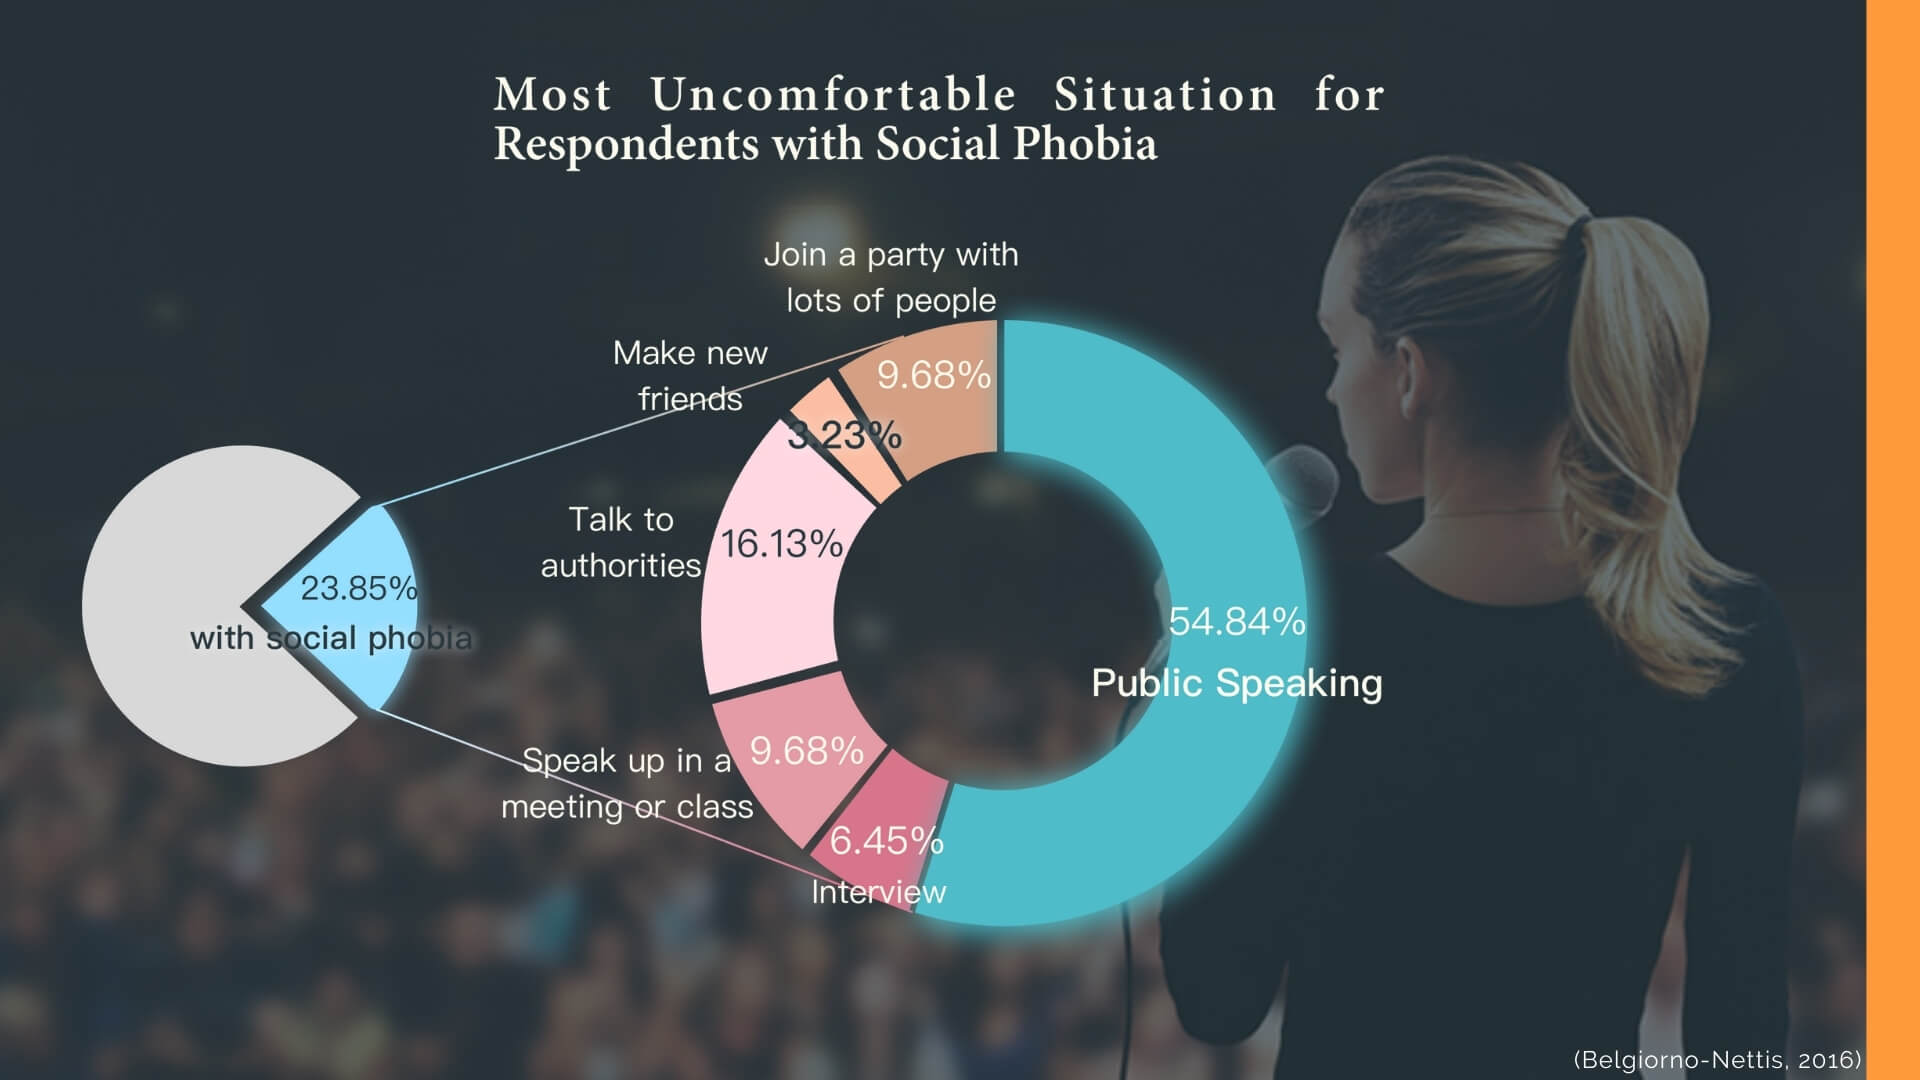 Most Uncomfortable Situation for
Respondents with Social Phobia
Join a party with
lots of people
9.68%
Make new
friends
3.23%
Talk to
authorities
16.13%
23.85%
with social phobia
54.84%
Public Speaking
Speak up in a
meeting or class
9.68%
6.45%
Interview
(Belgiorno-Nettis, 2016)